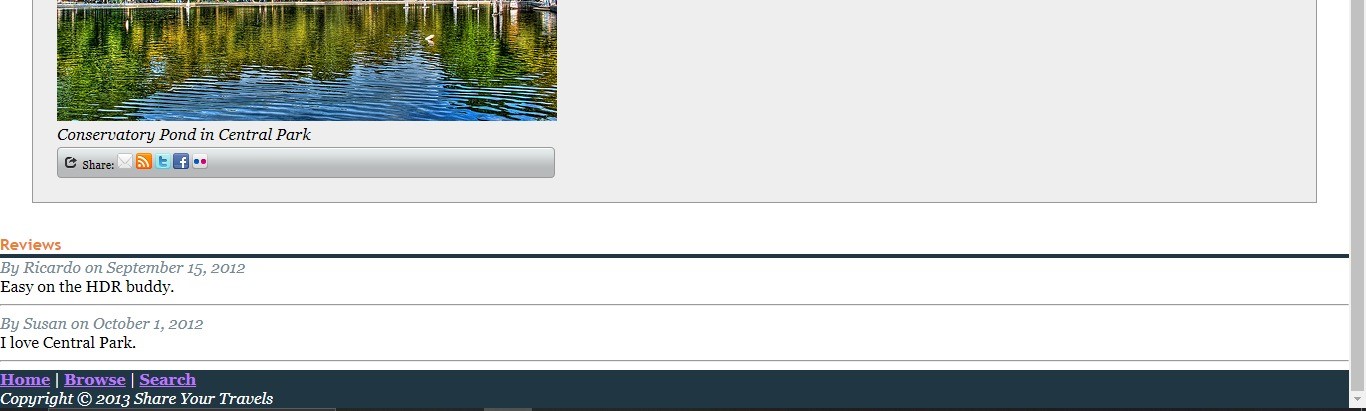 Conservatory Pond in Central Park
Share:
Reviews
By Ricardo on September 15, 2012
Easy on the HDR buddy.
By Susan on October 1, 2012
I love Central Park.
Home | Browse | Search
Copyright © 2013 Share Your Travels